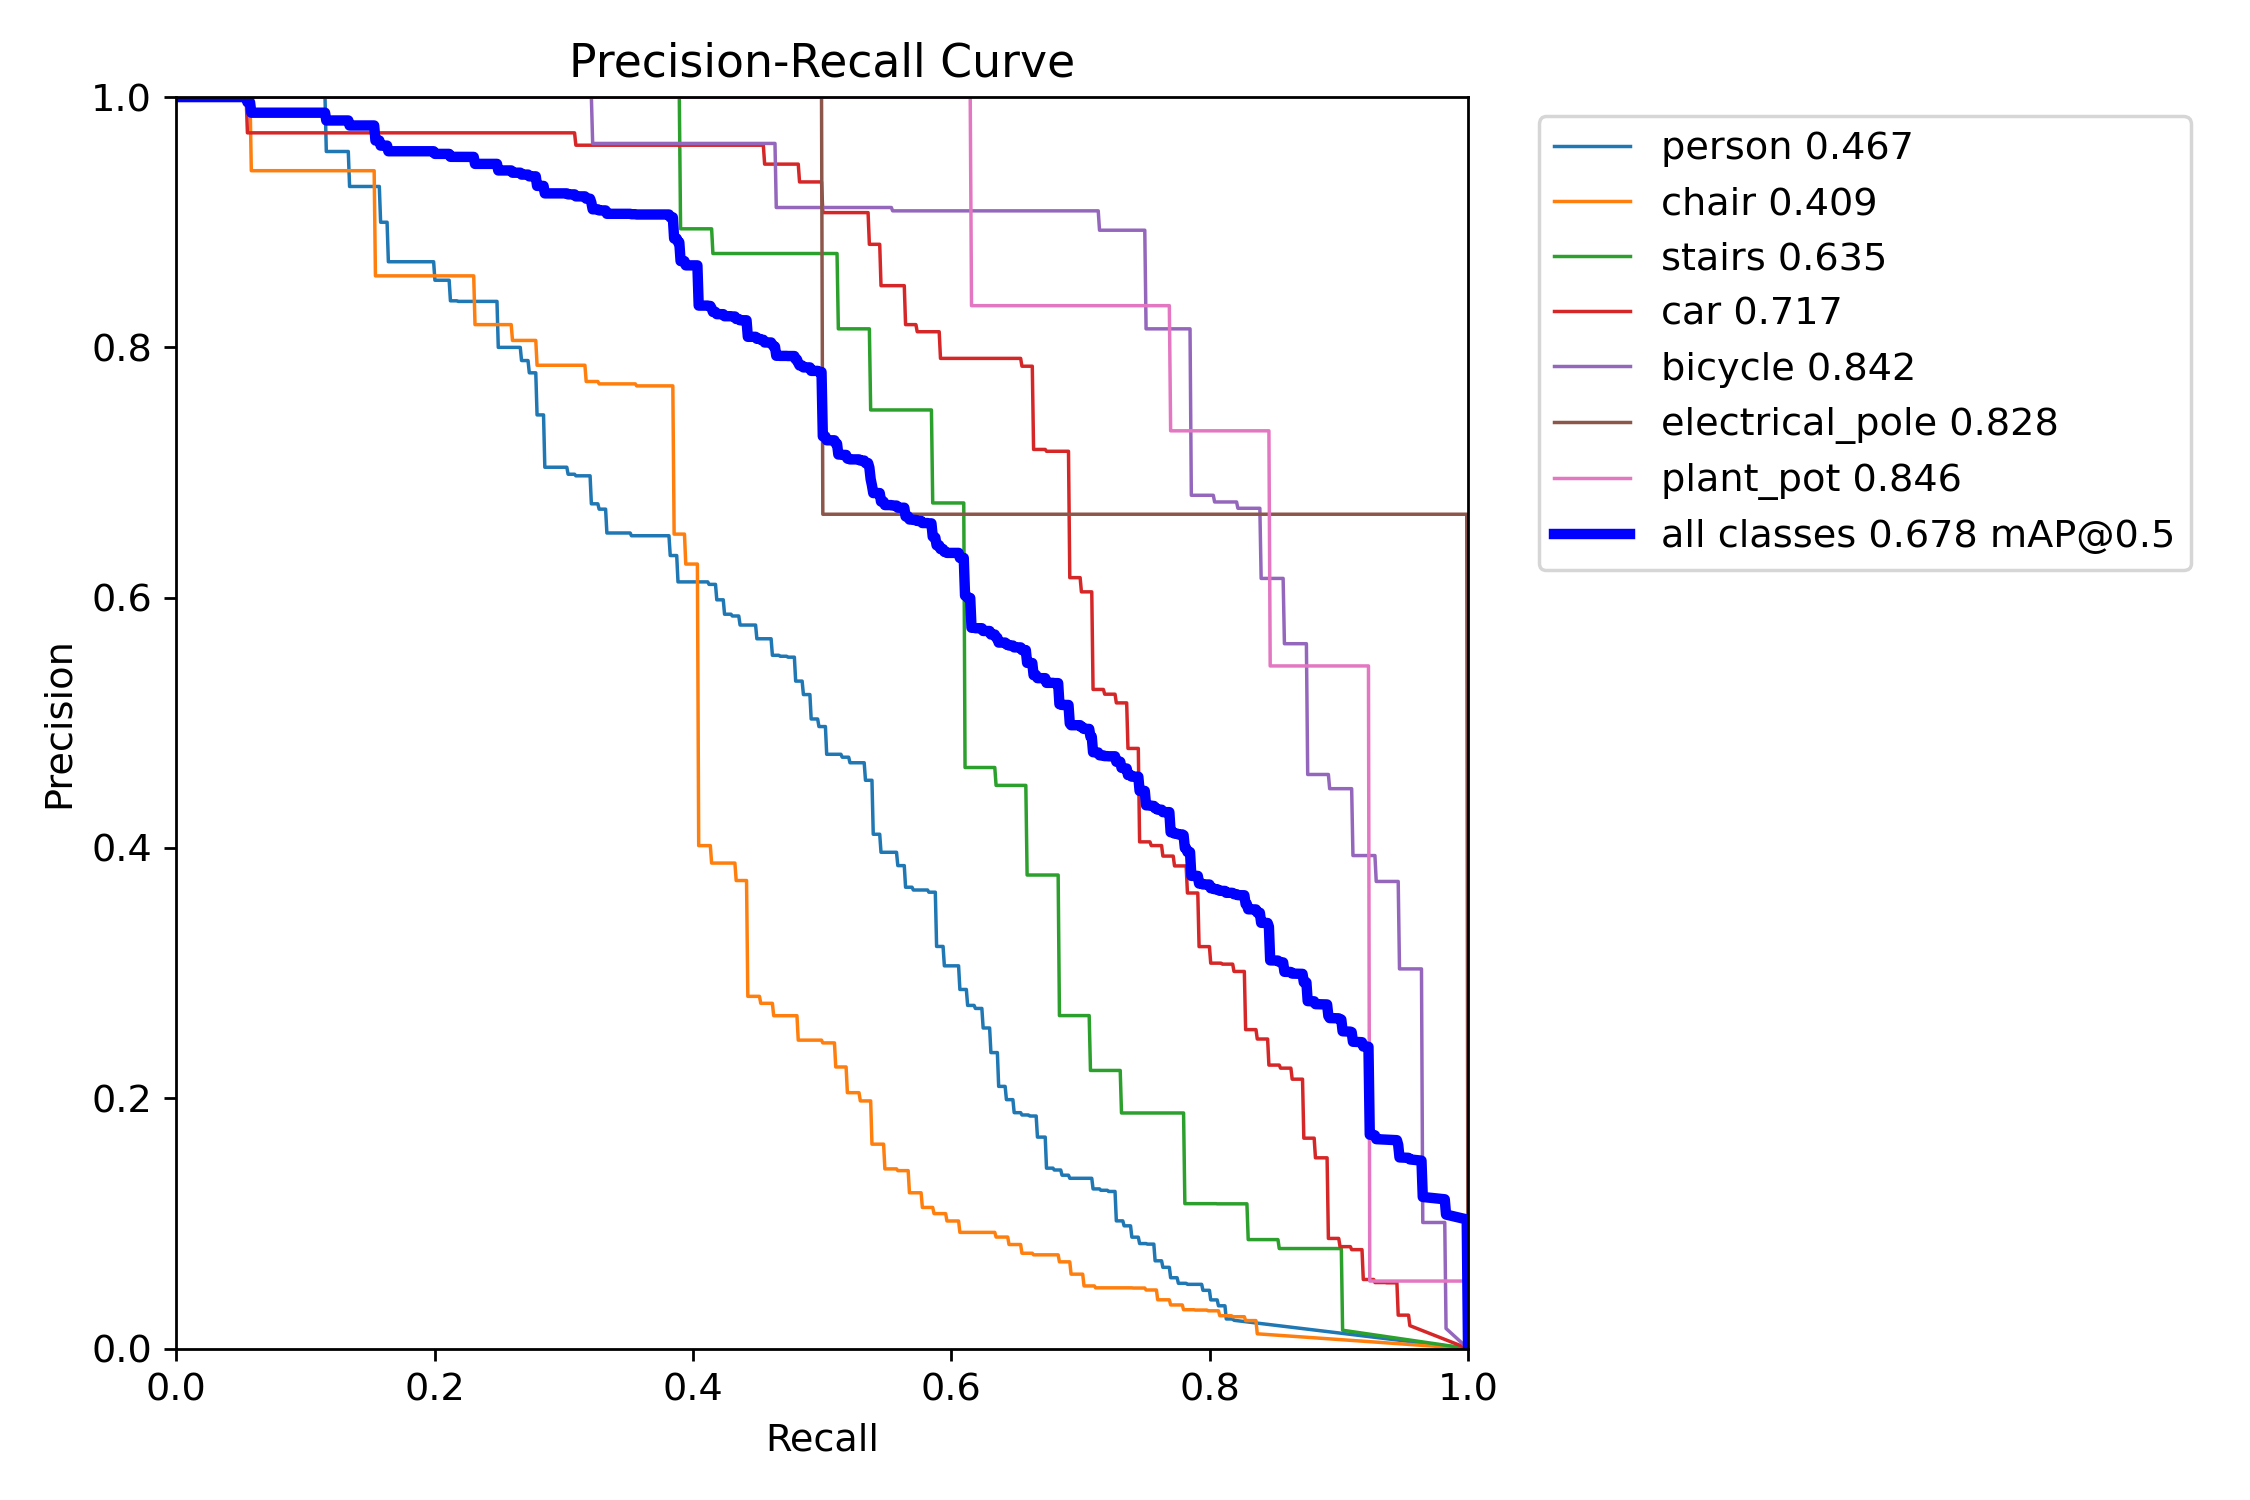 Precision-Recall Curve
1.0
0.8
0.6
0.4
0.2
0.0
Precision
0.0 0.2 0.4 0.6 0.8 1.0
Recall
person 0.467
chair 0.409
stairs 0.635
car 0.717
bicycle 0.842
electrical_pole 0.828
plant_pot 0.846
all classes 0.678 mAP@0.5